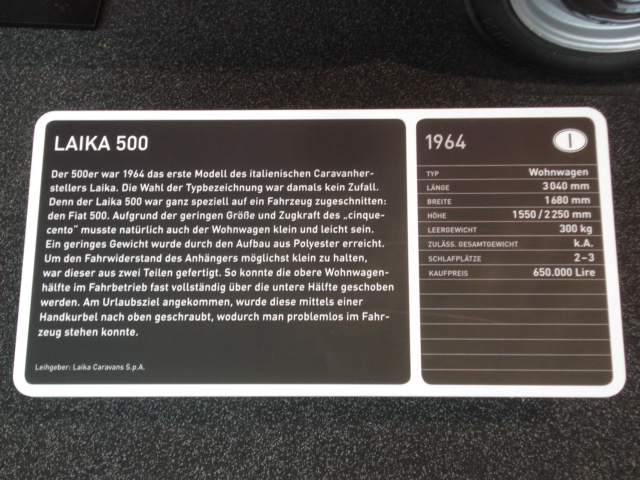 LAIKA 500
Der 500er war 1964 das erste Modell des italienischen Caravanher-
stellers Laika. Die Wahl der Typbezeichnung war damals kein Zufall.
Denn der Laika 500 war ganz speziell auf ein Fahrzeug zugeschnitten:
den Fiat 500. Aufgrund der geringen Größe und Zugkraft des „cinque-
cento“ musste natürlich auch der Wohnwagen klein und leicht sein.
Ein geringes Gewicht wurde durch den Aufbau aus Polyester erreicht.
Um den Fahrwiderstand des Anhängers möglichst klein zu halten,
war dieser aus zwei Teilen gefertigt. So konnte die obere Wohnwagen-
hälfte im Fahrbetrieb fast vollständig über die untere Hälfte geschoben
werden. Am Urlaubsziel angekommen, wurde diese mittels einer
Handkurbel nach oben geschraubt, wodurch man problemlos im Fahr-
zeug stehen konnte.
Leihgeber: Laika Caravans S.p.A.
1964 I
TYP Wohnwagen
LÄNGE 3040 mm
BREITE 1680 mm
HÖHE 1550/2250 mm
LEERGEWICHT 300 kg
ZULÄSS. GESAMTGEWICHT k.A.
SCHLAFPLÄTZE 2–3
KAUFPREIS 650.000 Lire